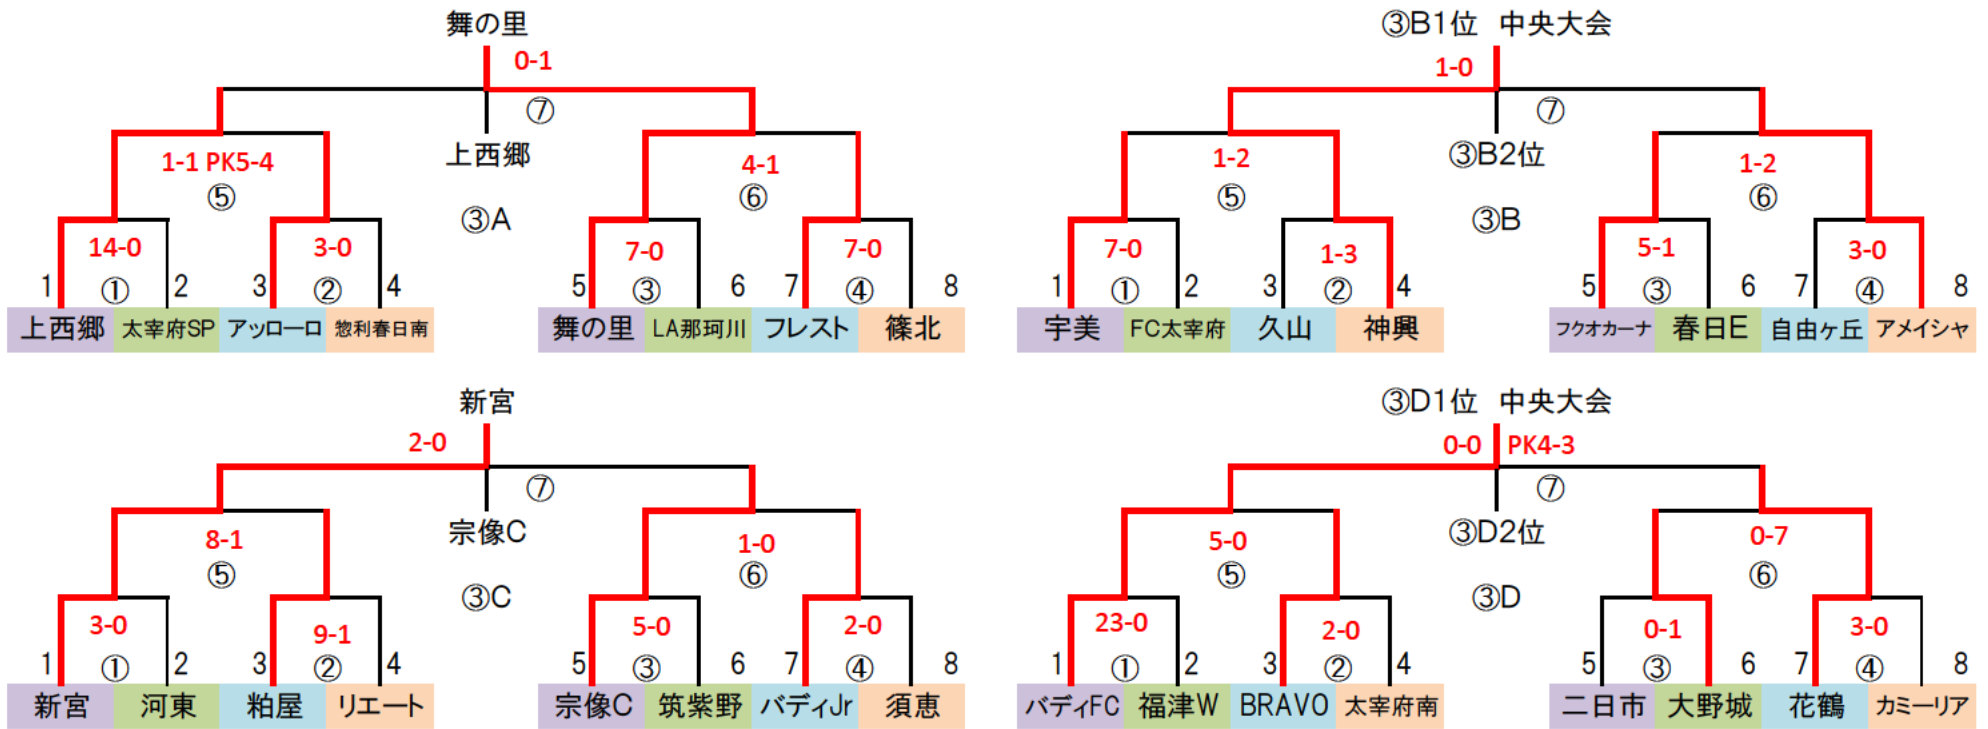 舞の里
0-1
⑦
上西郷
1-1 PK5-4
⑤
4-1
⑥
③A
14-0
3-0
7-0
7-0
1 ① 2 3 ② 4 5 ③ 6 7 ④ 8
上西郷 太宰府SP アッローロ 惣利春日南 舞の里 LA那珂川 フレスト 篠北
③B1位 中央大会
1-0
⑦
③B2位
1-2
⑤
1-2
⑥
③B
7-0
1-3
5-1
3-0
1 ① 2 3 ② 4 5 ③ 6 7 ④ 8
宇美 FC太宰府 久山 神興 フクオカーナ 春日E 自由ヶ丘 アメイシャ
新宮
2-0
⑦
宗像C
8-1
⑤
1-0
⑥
③C
3-0
9-1
5-0
2-0
1 ① 2 3 ② 4 5 ③ 6 7 ④ 8
新宮 河東 粕屋 リエート 宗像C 筑紫野 バディJr 須恵
③D1位 中央大会
0-0 PK4-3
⑦
③D2位
5-0
⑤
0-7
⑥
③D
23-0
2-0
0-1
3-0
1 ① 2 3 ② 4 5 ③ 6 7 ④ 8
バディFC 福津W BRAVO 太宰府南 二日市 大野城 花鶴 カミーリア